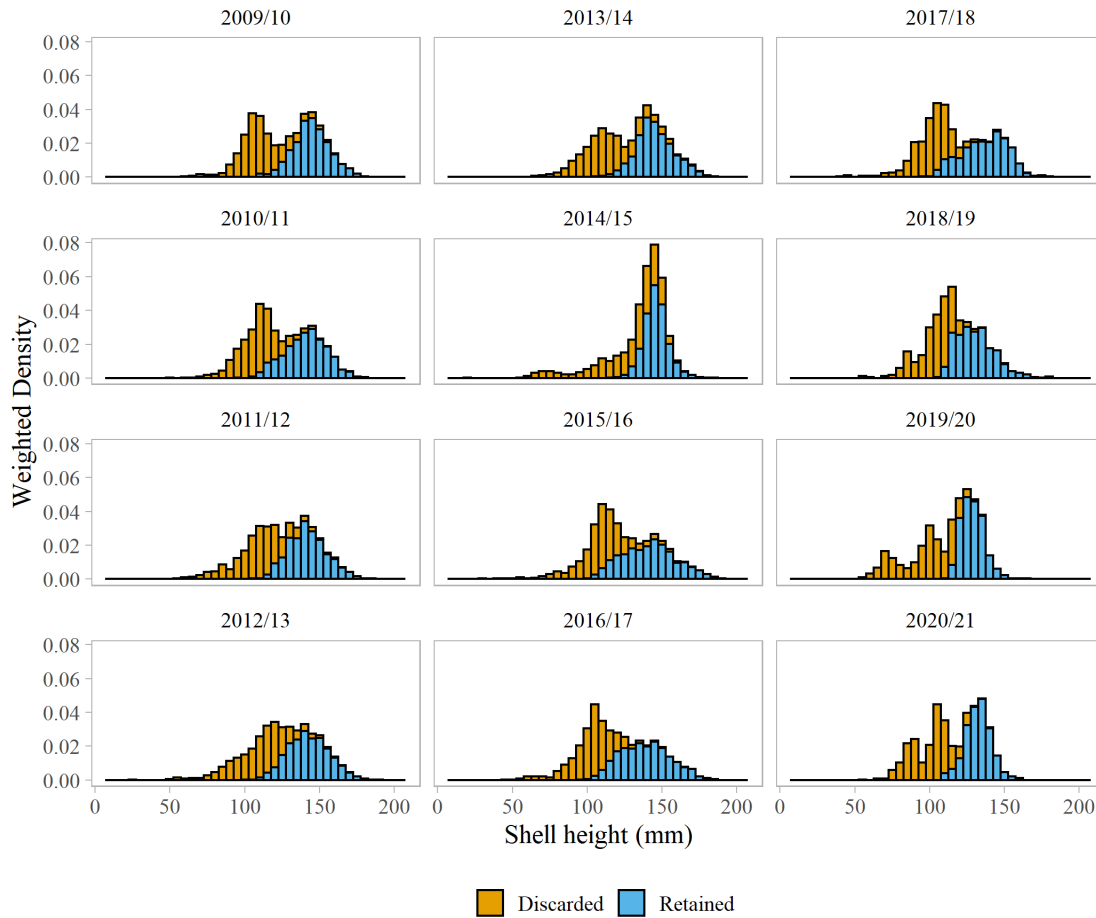 2009/10 2013/14 2017/18
0.08
0.06
0.04
0.02
0.00
2010/11 2014/15 2018/19
0.08
0.06
0.04
0.02
0.00
2011/12 2015/16 2019/20
0.08
0.06
0.04
0.02
0.00
2012/13 2016/17 2020/21
0.08
0.06
0.04
0.02
0.00
Weighted Density
0 50 100 150 200 0 50 100 150 200 0 50 100 150 200
Shell height (mm)
Discarded Retained